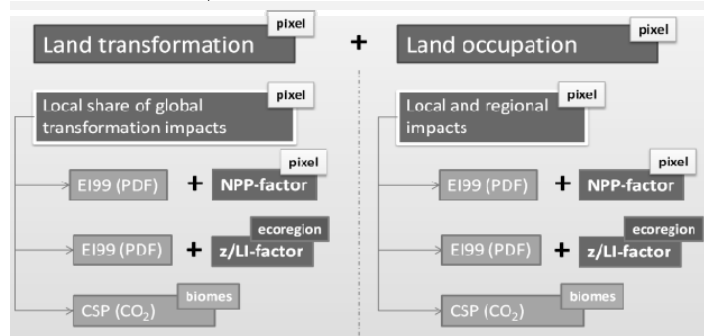 pixel
pixel
Land transformation + Land occupation
pixel
pixel
Local share of global
transformation impacts
Local and regional
impacts
pixel
pixel
EI99 (PDF) + NPP-factor
EI99 (PDF) + NPP-factor
ecoregion
ecoregion
EI99 (PDF) + z/LI-factor
EI99 (PDF) + z/LI-factor
biomes
biomes
CSP (CO₂)
CSP (CO₂)